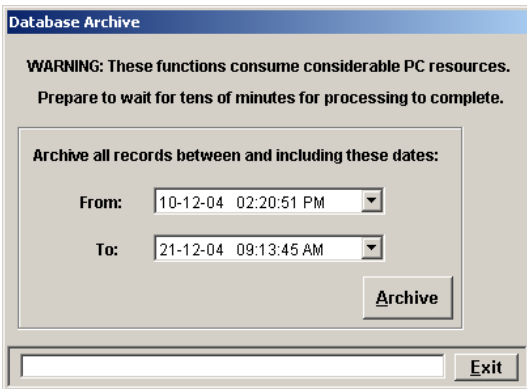 Database Archive
WARNING: These functions consume considerable PC resources.
Prepare to wait for tens of minutes for processing to complete.
Archive all records between and including these dates:
From: 10-12-04 02:20:51 PM
To: 21-12-04 09:13:45 AM
Archive
Exit